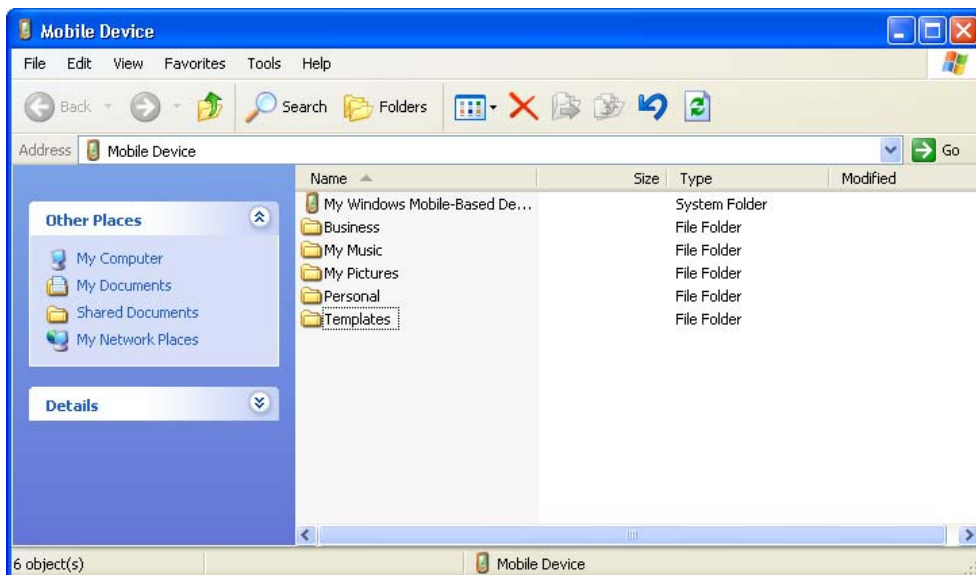 Mobile Device
File Edit View Favorites Tools Help
Back Search Folders
Address Mobile Device Go
Name Size Type Modified
Other Places
My Computer
My Documents
Shared Documents
My Network Places
Details
My Windows Mobile-Based De... System Folder
Business File Folder
My Music File Folder
My Pictures File Folder
Personal File Folder
Templates File Folder
6 object(s) Mobile Device